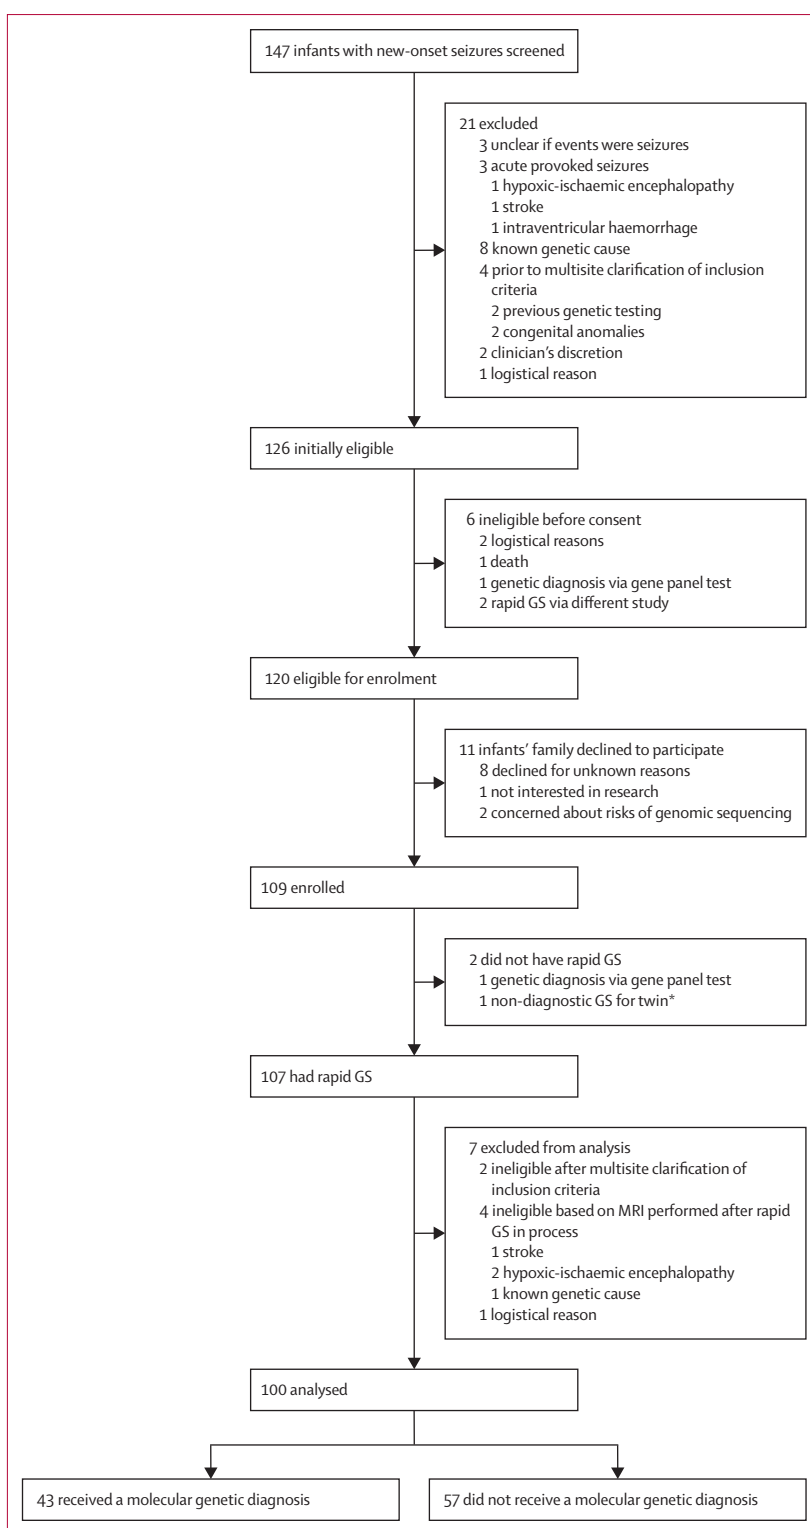 147 infants with new-onset seizures screened
21 excluded
3 unclear if events were seizures
3 acute provoked seizures
1 hypoxic-ischaemic encephalopathy
1 stroke
1 intraventricular haemorrhage
8 known genetic cause
4 prior to multisite clarification of inclusion
criteria
2 previous genetic testing
2 congenital anomalies
2 clinician's discretion
1 logistical reason
126 initially eligible
6 ineligible before consent
2 logistical reasons
1 death
1 genetic diagnosis via gene panel test
2 rapid GS via different study
120 eligible for enrolment
11 infants' family declined to participate
8 declined for unknown reasons
1 not interested in research
2 concerned about risks of genomic sequencing
109 enrolled
2 did not have rapid GS
1 genetic diagnosis via gene panel test
1 non-diagnostic GS for twin*
107 had rapid GS
7 excluded from analysis
2 ineligible after multisite clarification of
inclusion criteria
4 ineligible based on MRI performed after rapid
GS in process
1 stroke
2 hypoxic-ischaemic encephalopathy
1 known genetic cause
1 logistical reason
100 analysed
43 received a molecular genetic diagnosis
57 did not receive a molecular genetic diagnosis